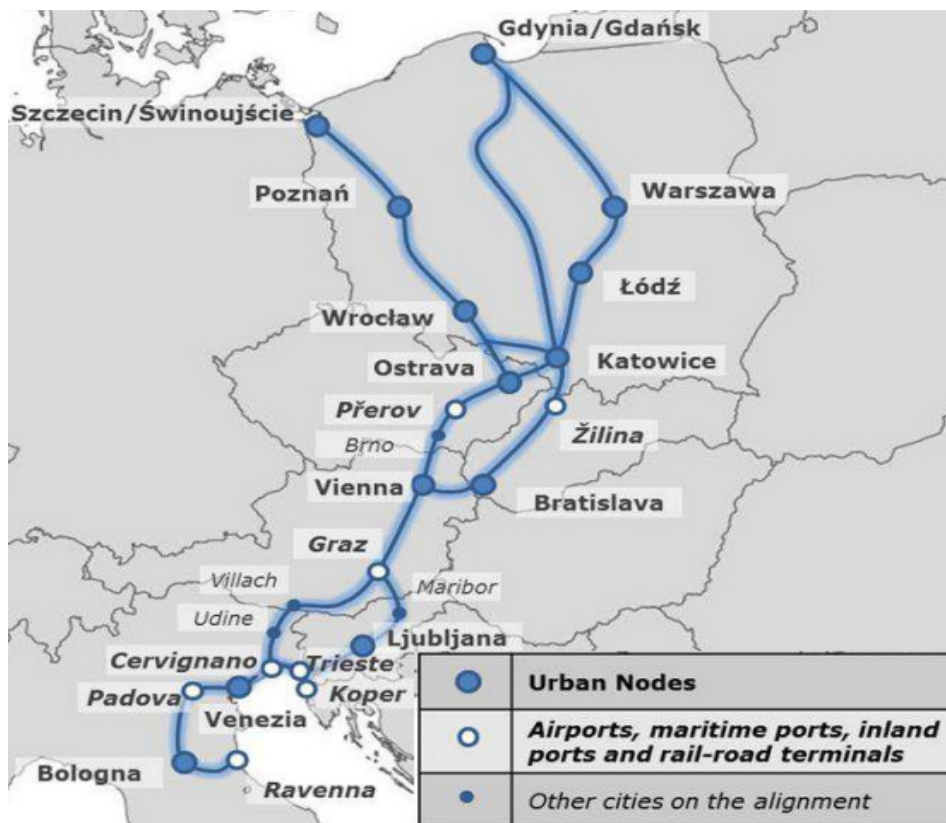 Gdynia/Gdańsk
Szczecin/Świnoujście
Poznań
Warszawa
Łódź
Wrocław
Ostrava
Katowice
Přerov
Žilina
Brno
Vienna
Bratislava
Graz
Villach
Maribor
Udine
Ljubljana
Cervignano
Trieste
Padova
Koper
Venezia
Bologna
Ravenna
Urban Nodes
Airports, maritime ports, inland
ports and rail-road terminals
Other cities on the alignment